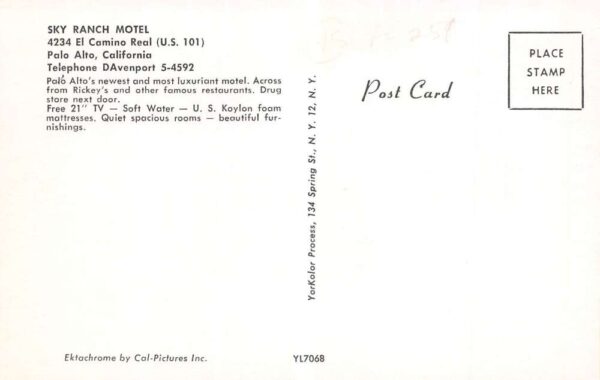 SKY RANCH MOTEL
4234 El Camino Real (U.S. 101)
Palo Alto, California
Telephone DAvenport 5-4592
Palo Alto's newest and most luxuriant motel. Across
from Rickey's and other famous restaurants. Drug
store next door.
Free 21" TV — Soft Water — U. S. Koylon foam
mattresses. Quiet spacious rooms — beautiful fur-
nishings.
Post Card
PLACE
STAMP
HERE
YorKolor Process, 134 Spring St., N. Y. 12, N. Y.
Ektachrome by Cal-Pictures Inc.
YL7068